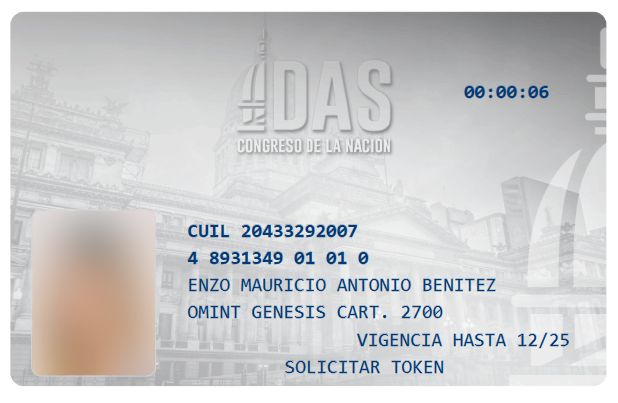 DAS
CONGRESO DE LA NACIÓN
00:00:06
CUIL 20433292007
4 8931349 01 01 0
ENZO MAURICIO ANTONIO BENITEZ
OMINT GENESIS CART. 2700
VIGENCIA HASTA 12/25
SOLICITAR TOKEN